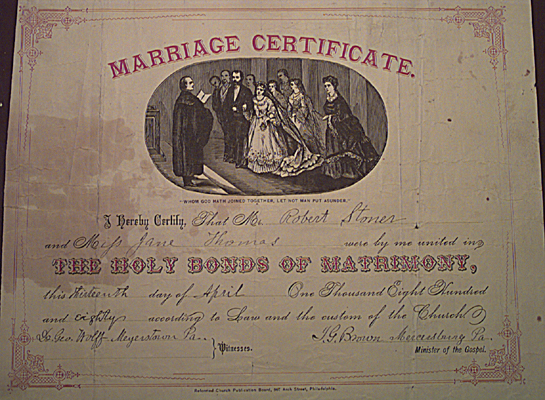 MARRIAGE CERTIFICATE.
"WHOM GOD HATH JOINED TOGETHER, LET NOT MAN PUT ASUNDER."
I Hereby Certify, That Mr. Robert Stoner
and Miss Jane Thomas were by me united in
THE HOLY BONDS OF MATRIMONY,
this thirteenth day of April One Thousand Eight Hundred
and eighty according to Law and the custom of the Church
Geo. Wolff Meyerstown Pa. } Witnesses. I. G. Brown Mercersburg Pa.
Minister of the Gospel.
Reformed Church Publication Board, 907 Arch Street, Philadelphia.